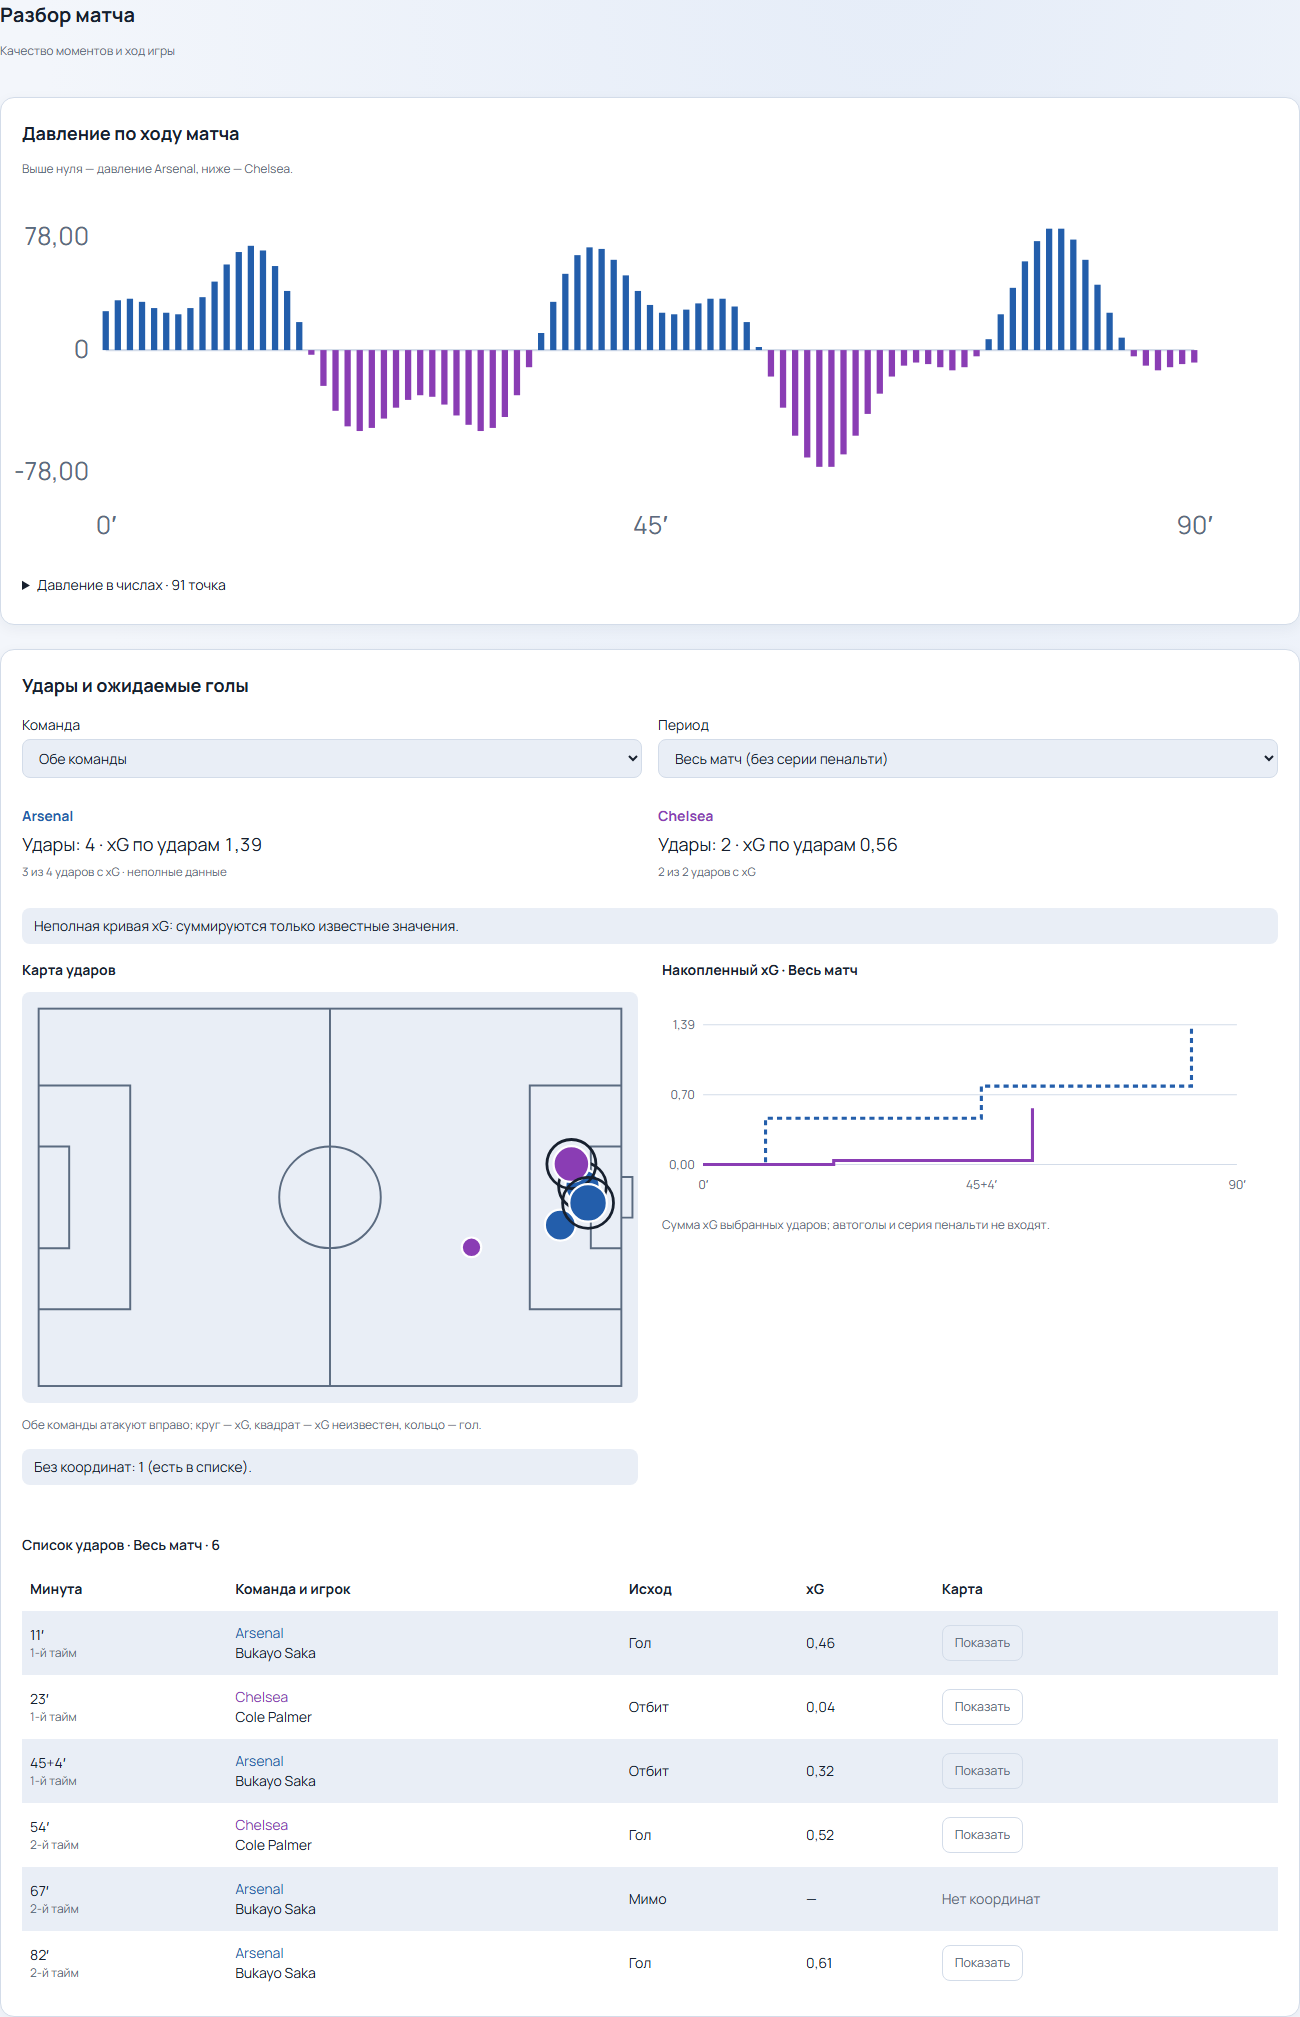 Разбор матча
Качество моментов и ход игры
Давление по ходу матча
Выше нуля — давление Arsenal, ниже — Chelsea.
78,00
0
-78,00
0′ 45′ 90′
Давление в числах · 91 точка
Удары и ожидаемые голы
Команда Период
Обе команды Весь матч (без серии пенальти)
Arsenal Chelsea
Удары: 4 · xG по ударам 1,39 Удары: 2 · xG по ударам 0,56
3 из 4 ударов с xG · неполные данные 2 из 2 ударов с xG
Неполная кривая xG: суммируются только известные значения.
Карта ударов
Накопленный xG · Весь матч
1,39
0,70
0,00
0′ 45+4′ 90′
Сумма xG выбранных ударов; автоголы и серия пенальти не входят.
Обе команды атакуют вправо; круг — xG, квадрат — xG неизвестен, кольцо — гол.
Без координат: 1 (есть в списке).
Список ударов · Весь матч · 6
Минута Команда и игрок Исход xG Карта
11′ 1-й тайм Arsenal Bukayo Saka Гол 0,46 Показать
23′ 1-й тайм Chelsea Cole Palmer Отбит 0,04 Показать
45+4′ 1-й тайм Arsenal Bukayo Saka Отбит 0,32 Показать
54′ 2-й тайм Chelsea Cole Palmer Гол 0,52 Показать
67′ 2-й тайм Arsenal Bukayo Saka Мимо — Нет координат
82′ 2-й тайм Arsenal Bukayo Saka Гол 0,61 Показать